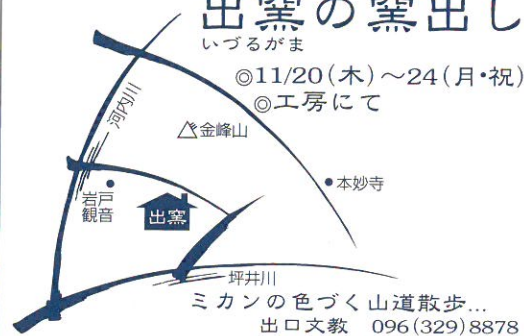 出窯の窯出し
いづるがま
◎11/20(木)～24(月・祝)
◎工房にて
河内川
金峰山
本妙寺
岩戸
観音
出窯
坪井川
ミカンの色づく山道散歩…
出口文教 096(329)8878